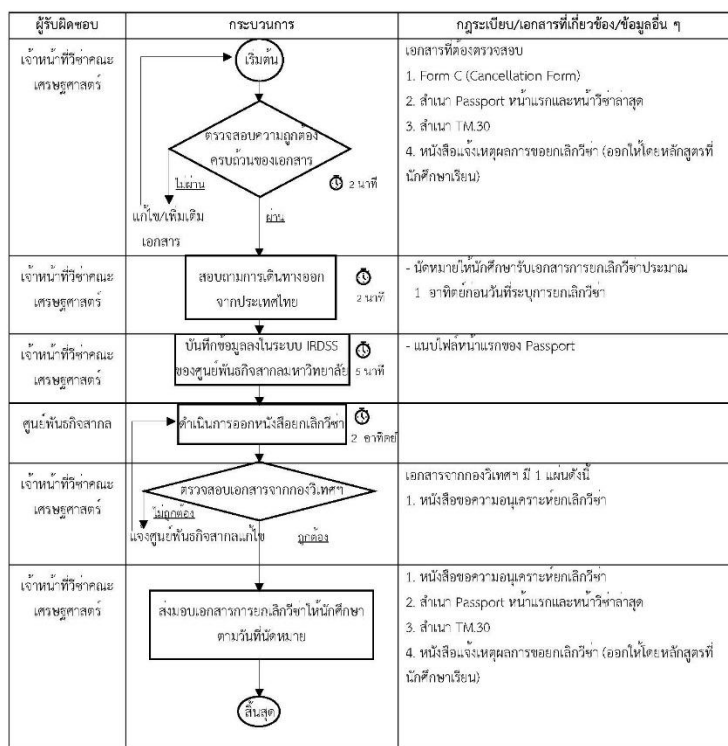 ผู้รับผิดชอบ
กระบวนการ
กฎระเบียบ/เอกสารที่เกี่ยวข้อง/ข้อมูลอื่น ๆ
เจ้าหน้าที่วีซ่าคณะ
เศรษฐศาสตร์
เริ่มต้น
ตรวจสอบความถูกต้อง
ครบถ้วนของเอกสาร
2 นาที
ไม่ผ่าน
ผ่าน
แก้ไข/เพิ่มเติม
เอกสาร
เอกสารที่ต้องตรวจสอบ
1. Form C (Cancellation Form)
2. สำเนา Passport หน้าแรกและหน้าวีซ่าล่าสุด
3. สำเนา TM.30
4. หนังสือแจ้งเหตุผลการขอยกเลิกวีซ่า (ออกให้โดยหลักสูตรที่
นักศึกษาเรียน)
เจ้าหน้าที่วีซ่าคณะ
เศรษฐศาสตร์
สอบถามการเดินทางออก
จากประเทศไทย
2 นาที
- นัดหมายให้นักศึกษารับเอกสารการยกเลิกวีซ่าประมาณ
1 อาทิตย์ก่อนวันที่ระบุการยกเลิกวีซ่า
เจ้าหน้าที่วีซ่าคณะ
เศรษฐศาสตร์
บันทึกข้อมูลลงในระบบ IRDSS
ของศูนย์พันธกิจสากลมหาวิทยาลัย
5 นาที
- แนบไฟล์หน้าแรกของ Passport
ศูนย์พันธกิจสากล
ดำเนินการออกหนังสือยกเลิกวีซ่า
2 อาทิตย์
เจ้าหน้าที่วีซ่าคณะ
เศรษฐศาสตร์
ตรวจสอบเอกสารจากกองวิเทศฯ
ไม่ถูกต้อง
แจ้งศูนย์พันธกิจสากลแก้ไข
ถูกต้อง
เอกสารจากกองวิเทศฯ มี 1 แผ่นดังนี้
1. หนังสือขอความอนุเคราะห์ยกเลิกวีซ่า
เจ้าหน้าที่วีซ่าคณะ
เศรษฐศาสตร์
ส่งมอบเอกสารการยกเลิกวีซ่าให้นักศึกษา
ตามวันที่นัดหมาย
สิ้นสุด
1. หนังสือขอความอนุเคราะห์ยกเลิกวีซ่า
2. สำเนา Passport หน้าแรกและหน้าวีซ่าล่าสุด
3. สำเนา TM.30
4. หนังสือแจ้งเหตุผลการขอยกเลิกวีซ่า (ออกให้โดยหลักสูตรที่
นักศึกษาเรียน)